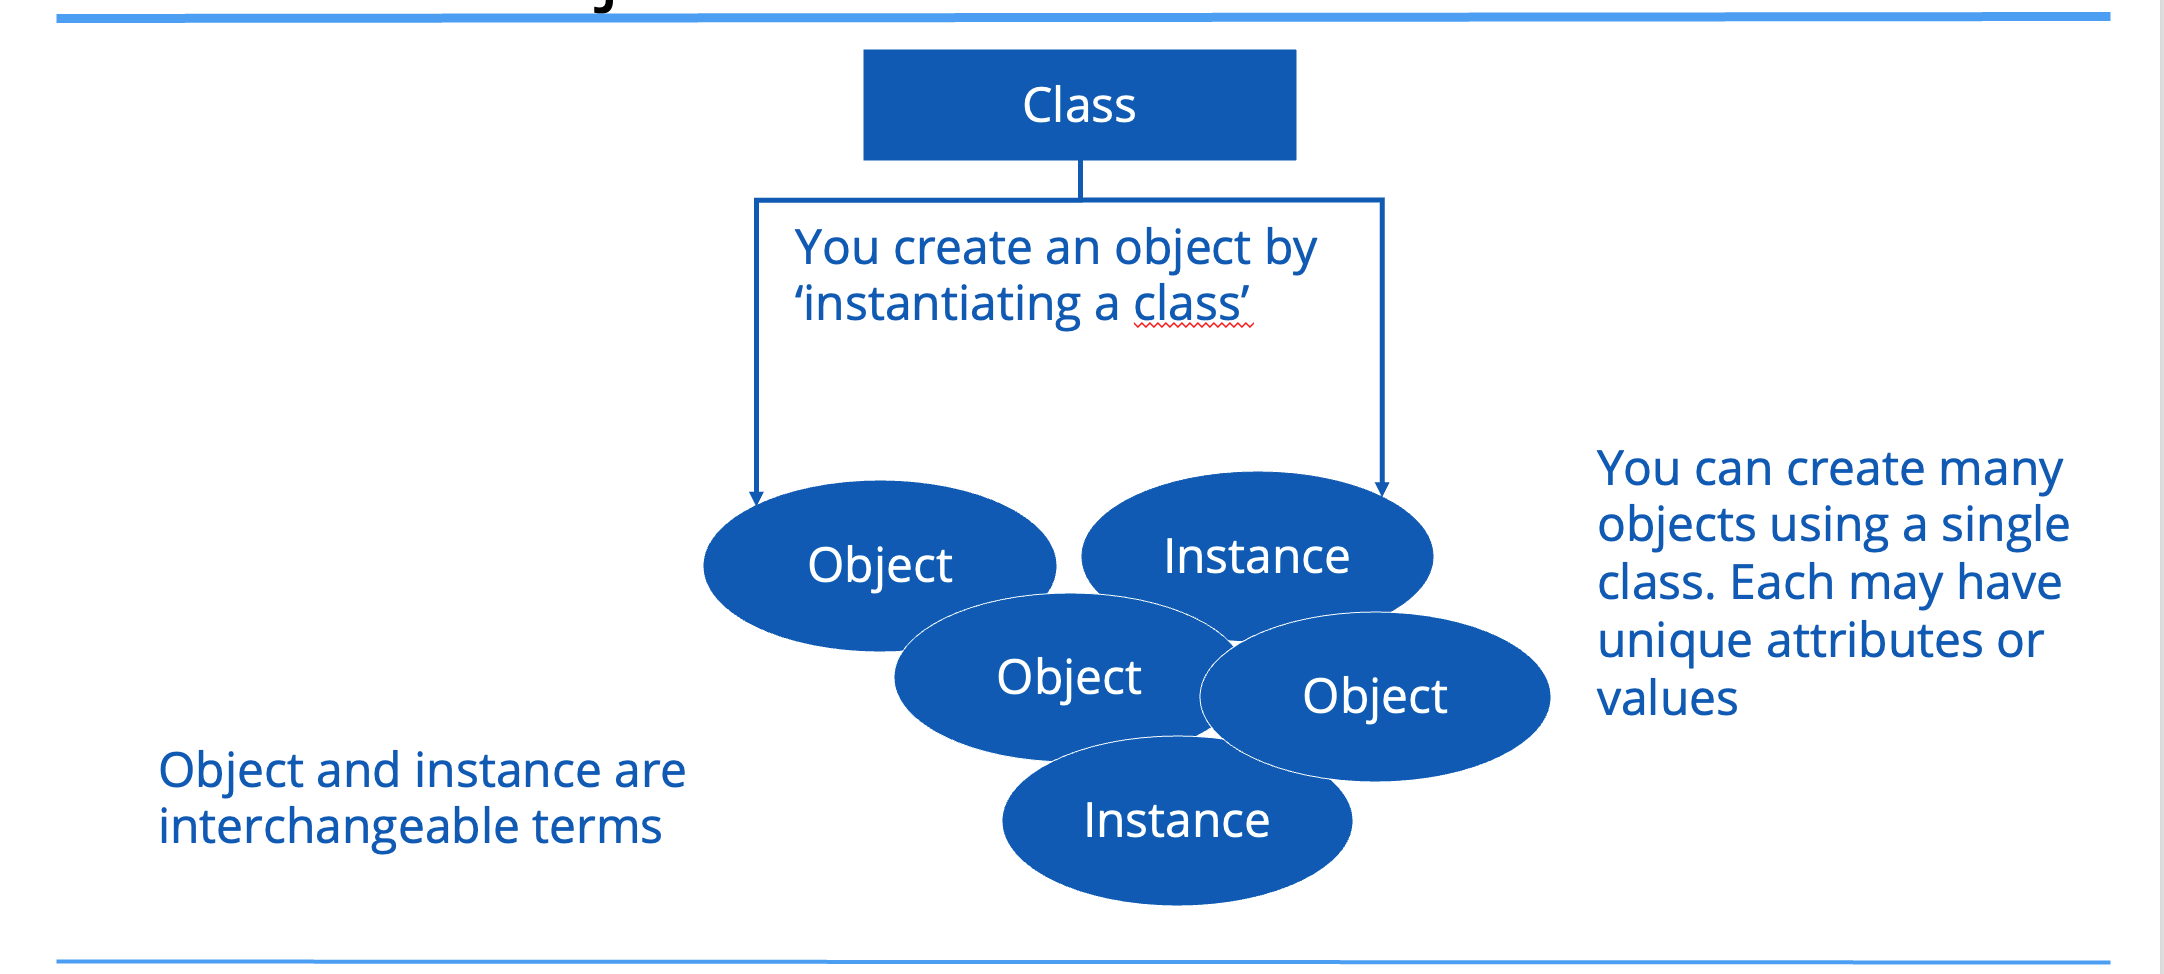 Class
You create an object by
‘instantiating a class’
Object
Instance
You can create many
objects using a single
class. Each may have
unique attributes or
values
Object
Object
Object and instance are
interchangeable terms
Instance